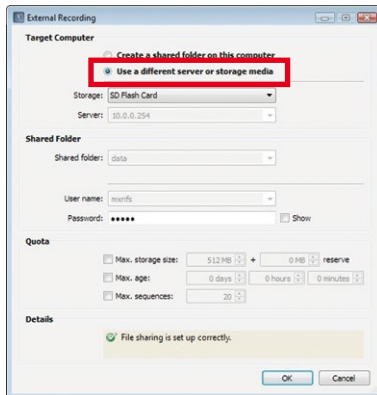 External Recording
Target Computer
Create a shared folder on this computer
Use a different server or storage media
Storage: SD Flash Card
Server: 10.0.0.254
Shared Folder
Shared folder: data
User name: mxnfs
Password: ●●●●● Show
Quota
Max. storage size: 512 MB + 0 MB reserve
Max. age: 0 days 0 hours 0 minutes
Max. sequences: 20
Details
File sharing is set up correctly.
OK Cancel